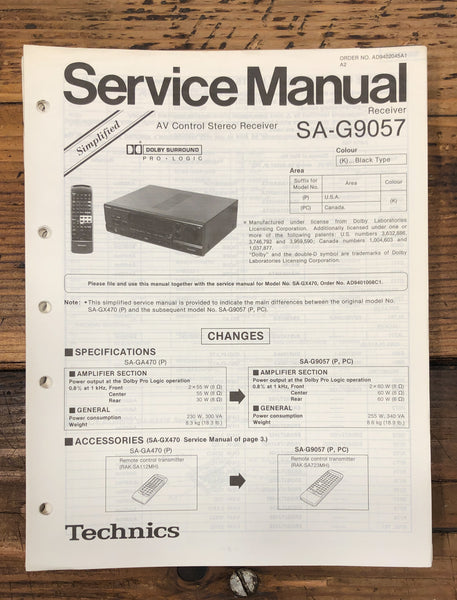 ORDER NO. AD9402045A1
A2
Service Manual
Simplified
Receiver
AV Control Stereo Receiver
SA-G9057
DOLBY SURROUND
PRO·LOGIC
Colour
(K)...Black Type
Area
Suffix for Model No. Area Colour
(P) U.S.A. (K)
(PC) Canada.
* Manufactured under license from Dolby Laboratories
Licensing Corporation. Additionally licensed under one or
more of the following patents: U.S. numbers 3,632,886,
3,746,792 and 3,959,590; Canada numbers 1,004,603 and
1,037,877.
"Dolby" and the double-D symbol are trademarks of Dolby
Laboratories Licensing Corporation.
Please file and use this manual together with the service manual for Model No. SA-GX470, Order No. AD9401008C1.
Note: • This simplified service manual is provided to indicate the main differences between the original model No.
SA-GX470 (P) and the subsequent model No. SA-G9057 (P, PC).
CHANGES
SPECIFICATIONS
SA-GA470 (P) SA-G9057 (P, PC)
AMPLIFIER SECTION AMPLIFIER SECTION
Power output at the Dolby Pro Logic operation Power output at the Dolby Pro Logic operation
0.8% at 1 kHz, Front 2×55 W (8 Ω) 0.8% at 1 kHz, Front 2×60 W (8 Ω)
Center 55 W (8 Ω) Center 60 W (8 Ω)
Rear 30 W (8 Ω) Rear 60 W (8 Ω)
GENERAL GENERAL
Power consumption 230 W, 300 VA Power consumption 255 W, 340 VA
Weight 8.3 kg (18.3 lb.) Weight 8.6 kg (18.9 lb.)
ACCESSORIES (SA-GX470 Service Manual of page 3.)
SA-GA470 (P) SA-G9057 (P, PC)
Remote control transmitter Remote control transmitter
(RAK-SA112MH) (RAK-SA723MH)
Technics